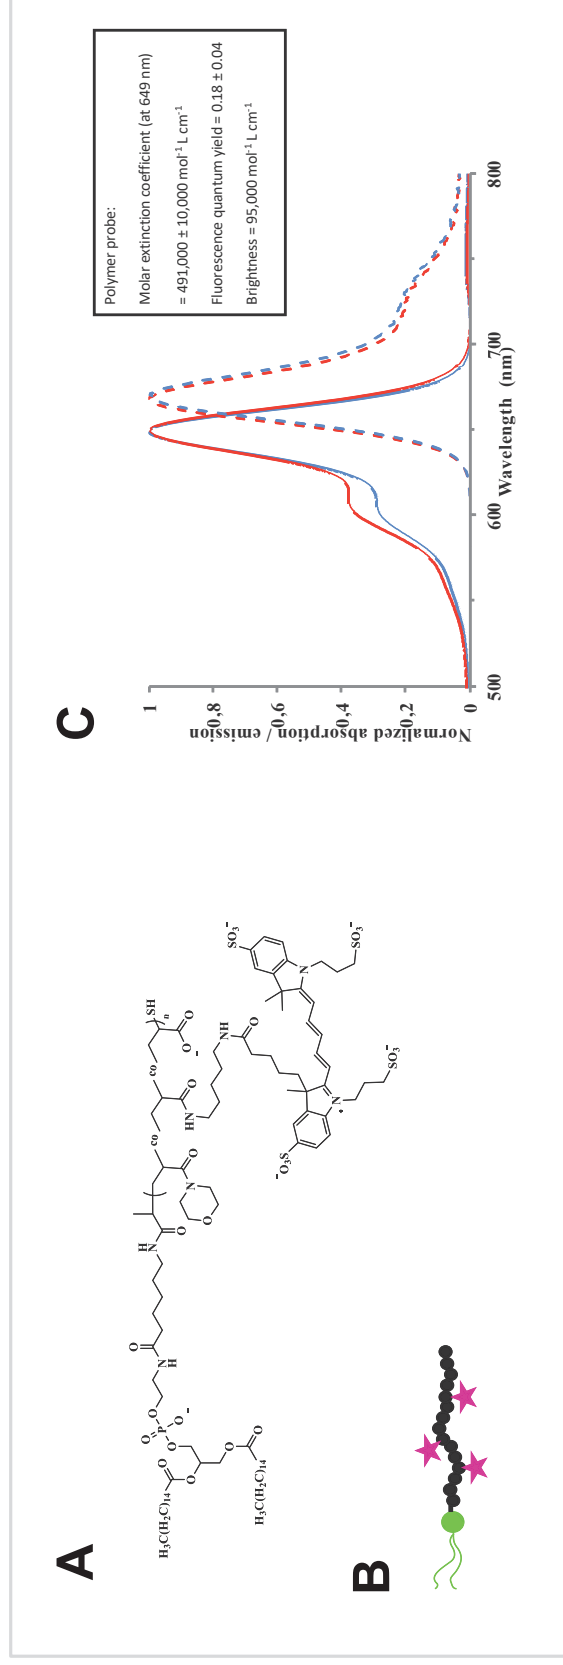 A
H₃C(H₂C)₁₄
O
O
O
O
H₃C(H₂C)₁₄
O
P
O
O⁻
O
N
H
O
H
N
O
co
co
SH
n
N
O
O
HN
O
O⁻
O
NH
O
⁻O₃S
N
+
SO₃⁻
N
SO₃⁻
SO₃⁻
B
C
Polymer probe:
Molar extinction coefficient (at 649 nm)
= 491,000 ± 10,000 mol⁻¹ L cm⁻¹
Fluorescence quantum yield = 0.18 ± 0.04
Brightness = 95,000 mol⁻¹ L cm⁻¹
Normalized absorption / emission
1
0,8
0,6
0,4
0,2
0
500
600
700
800
Wavelength (nm)